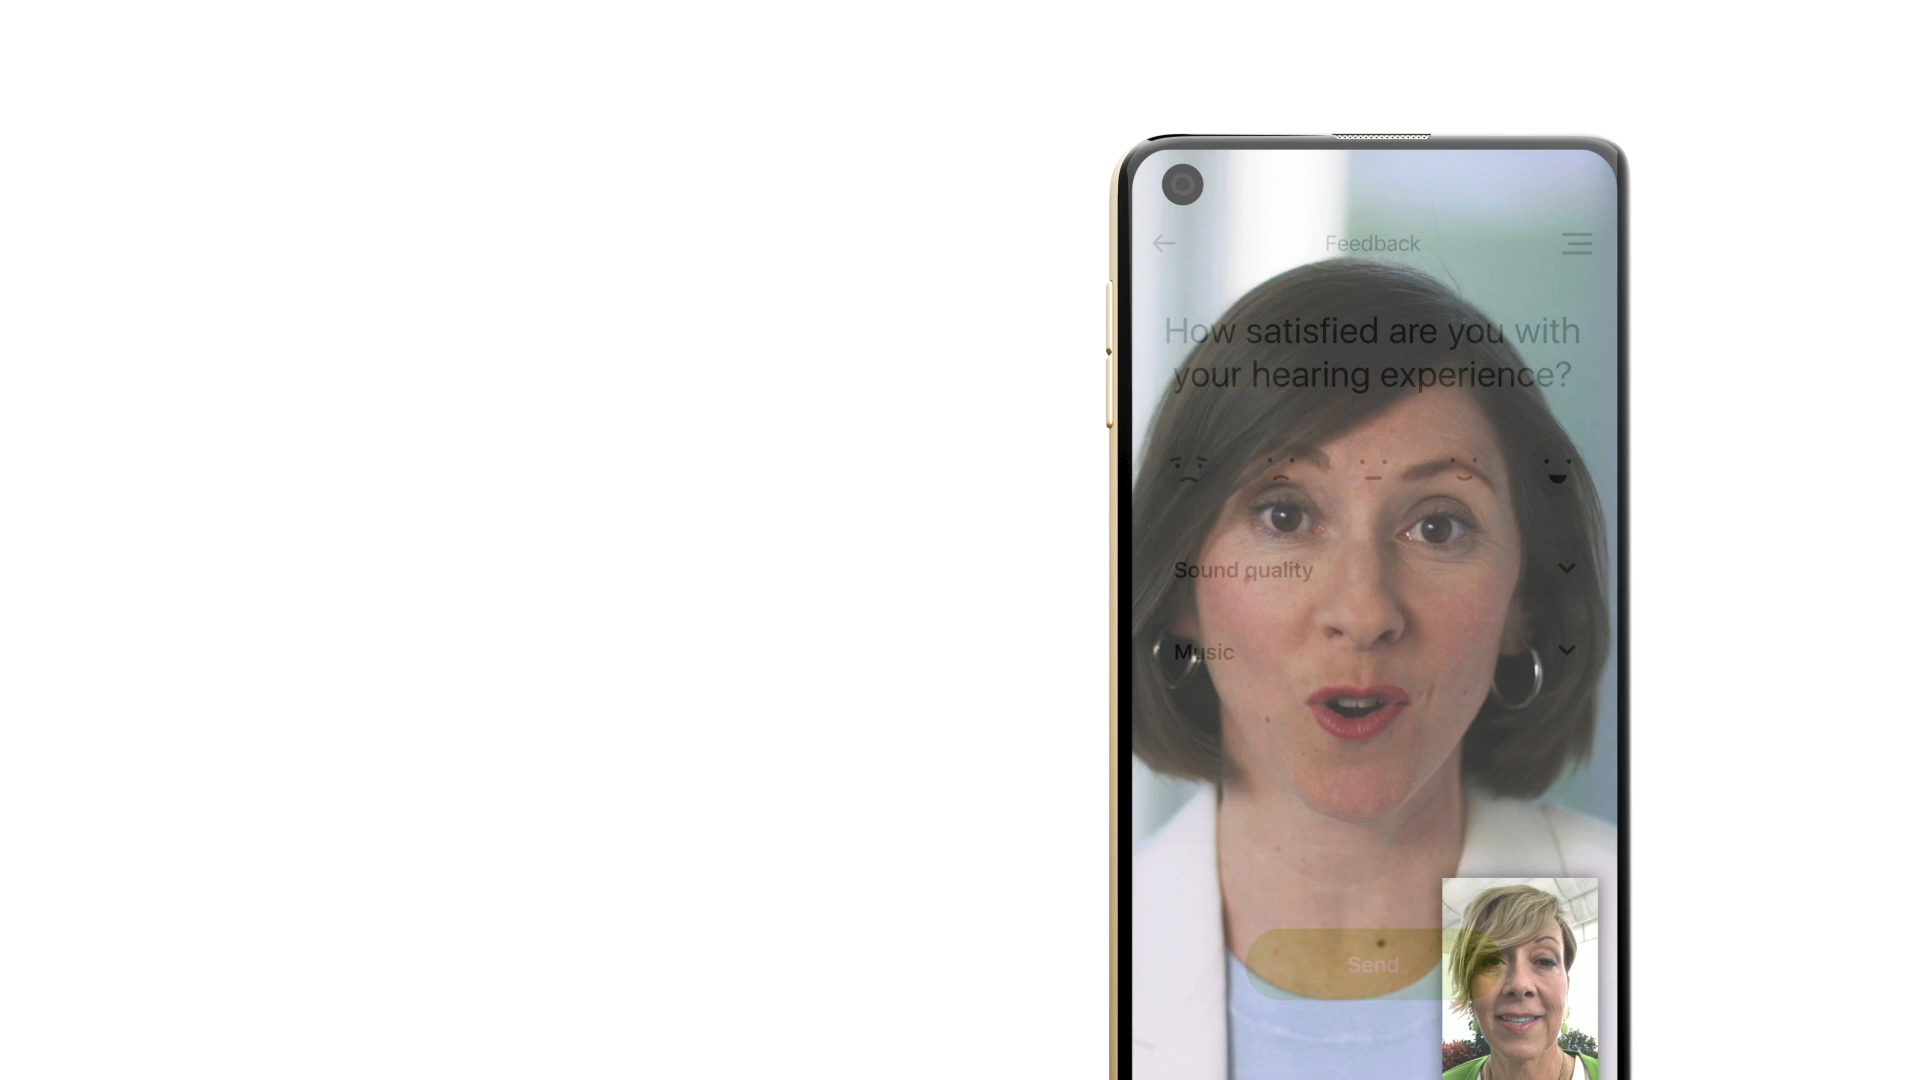 Feedback
How satisfied are you with
your hearing experience?
Sound quality
Music
Send